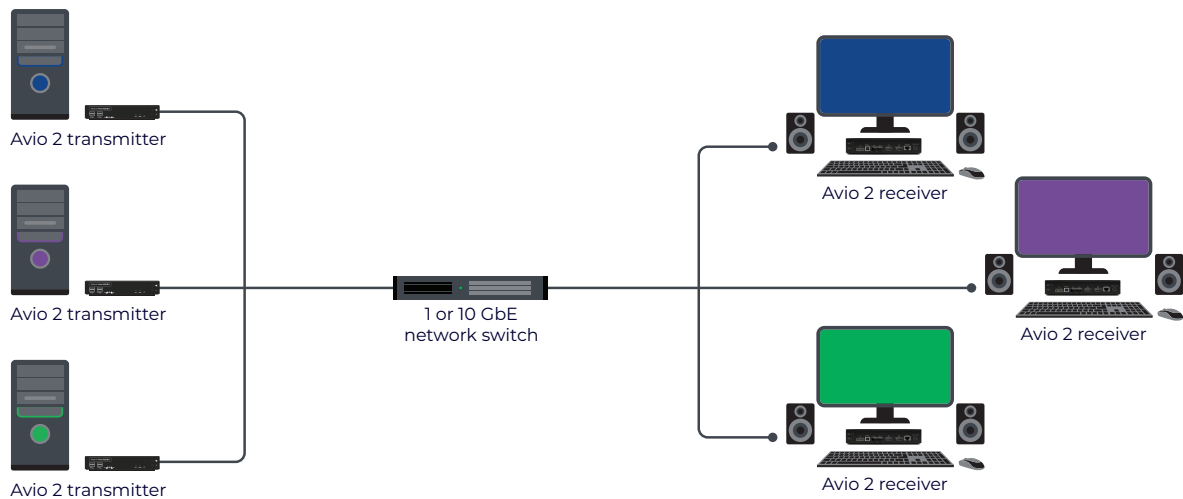 Avio 2 transmitter
Avio 2 transmitter
Avio 2 transmitter
1 or 10 GbE
network switch
Avio 2 receiver
Avio 2 receiver
Avio 2 receiver